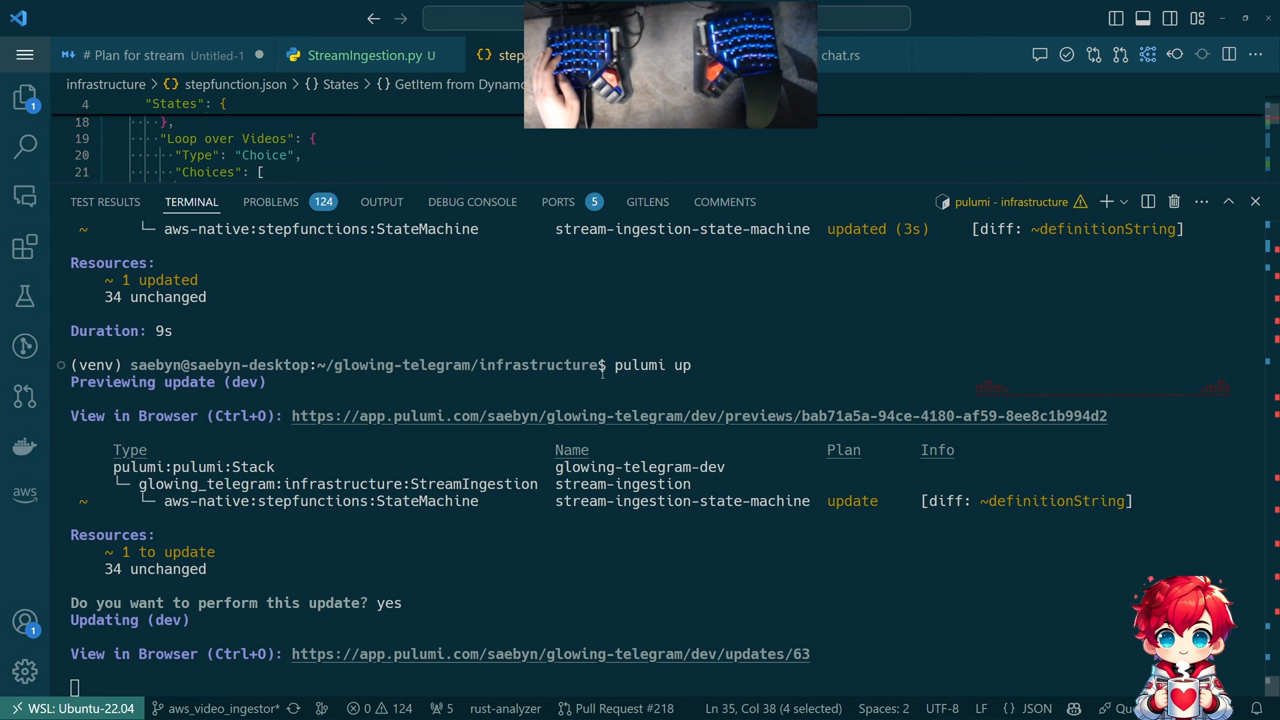 # Plan for stream Untitled-1
StreamIngestion.py U
step
chat.rs
infrastructure > stepfunction.json > States > GetItem from Dynamo
4 "States": {
18 },
19 "Loop over Videos": {
20 "Type": "Choice",
21 "Choices": [
TEST RESULTS TERMINAL PROBLEMS 124 OUTPUT DEBUG CONSOLE PORTS 5 GITLENS COMMENTS pulumi - infrastructure
~ └─ aws-native:stepfunctions:StateMachine stream-ingestion-state-machine updated (3s) [diff: ~definitionString]
Resources:
~ 1 updated
34 unchanged
Duration: 9s
(venv) saebyn@saebyn-desktop:~/glowing-telegram/infrastructure$ pulumi up
Previewing update (dev)
View in Browser (Ctrl+O): https://app.pulumi.com/saebyn/glowing-telegram/dev/previews/bab71a5a-94ce-4180-af59-8ee8c1b994d2
Type Name Plan Info
pulumi:pulumi:Stack glowing-telegram-dev
└─ glowing_telegram:infrastructure:StreamIngestion stream-ingestion
~ └─ aws-native:stepfunctions:StateMachine stream-ingestion-state-machine update [diff: ~definitionString]
Resources:
~ 1 to update
34 unchanged
Do you want to perform this update? yes
Updating (dev)
View in Browser (Ctrl+O): https://app.pulumi.com/saebyn/glowing-telegram/dev/updates/63
aws
1
1
WSL: Ubuntu-22.04 aws_video_ingestor* 0 124 5 rust-analyzer Pull Request #218 Ln 35, Col 38 (4 selected) Spaces: 2 UTF-8 LF {} JSON Qu